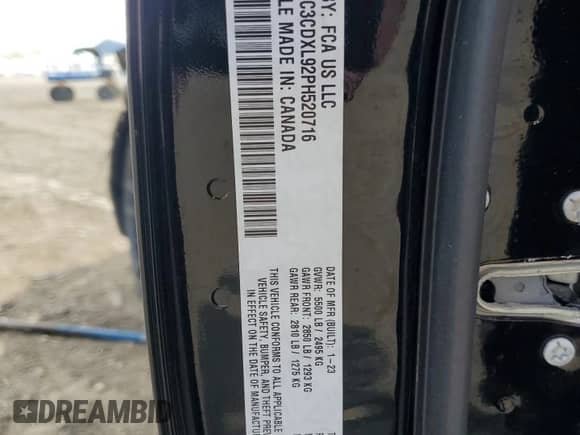 BY: FCA US LLC
C3CDXL92PH520716
LE MADE IN: CANADA
DATE OF MFR (BUILT): 1-23
GVWR: 5500 LB / 2495 KG
GAWR FRONT: 2850 LB / 1293 KG
GAWR REAR: 2810 LB / 1275 KG
THIS VEHICLE CONFORMS TO ALL APPLICABLE
VEHICLE SAFETY, BUMPER, AND THEFT PREV
IN EFFECT ON THE DATE OF MANUFACTUR
DREAMBID